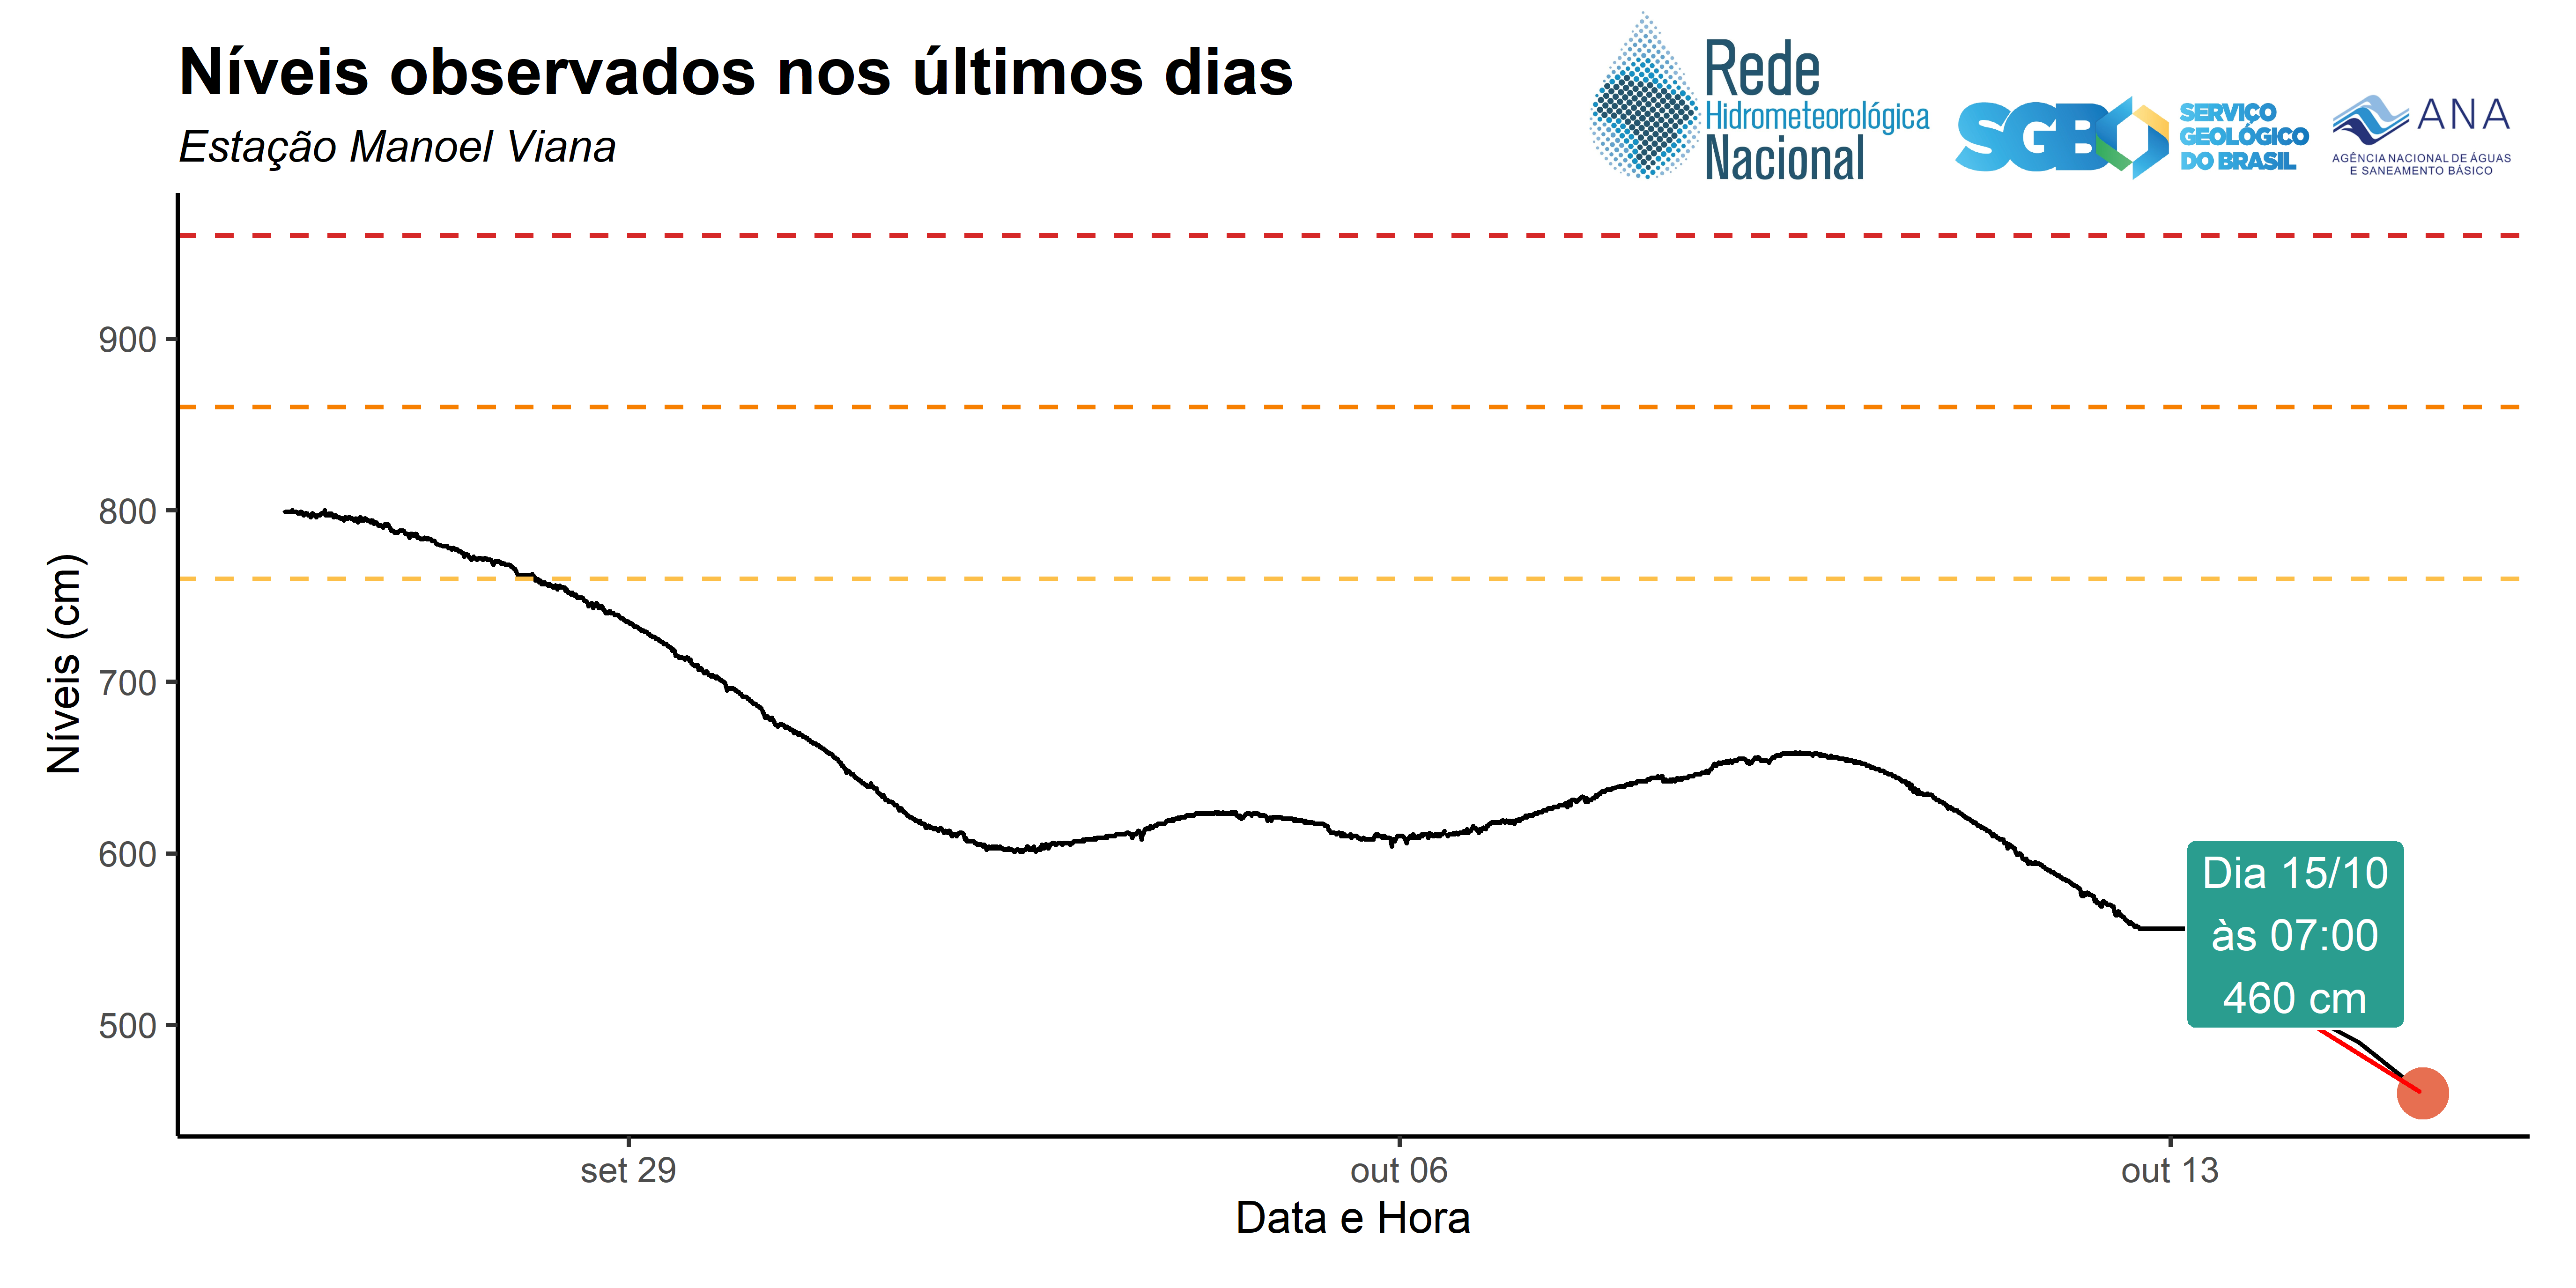 Níveis observados nos últimos dias
Estação Manoel Viana
Rede
Hidrometeorológica
Nacional
SGB
SERVIÇO
GEOLÓGICO
DO BRASIL
ANA
AGÊNCIA NACIONAL DE ÁGUAS
E SANEAMENTO BÁSICO
Níveis (cm)
900
800
700
600
500
Dia 15/10
às 07:00
460 cm
set 29
out 06
out 13
Data e Hora